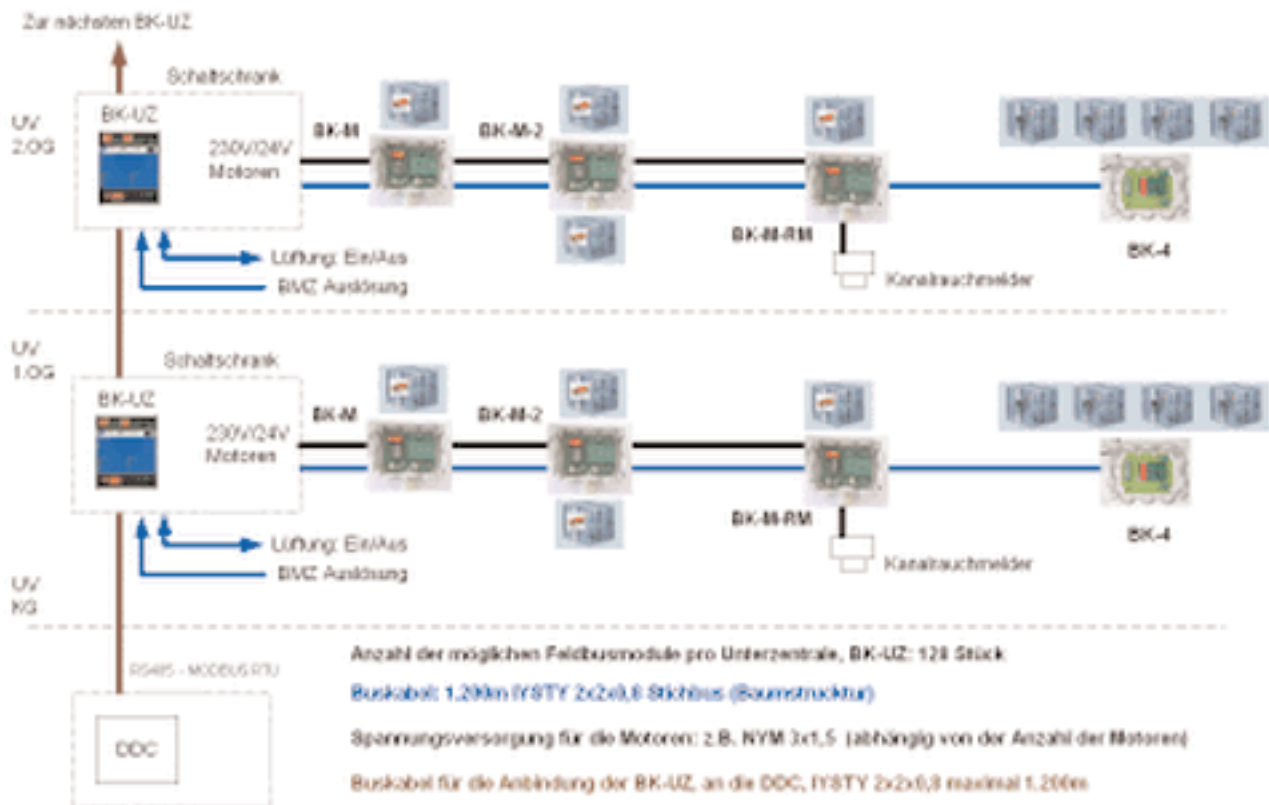 Zur nächsten BK-UZ
Schaltschrank
UV
2.OG
BK-UZ
230V/24V
Motoren
BK-M
BK-M-2
BK-M-RM
BK-4
Kanalrauchmelder
Lüftung: Ein/Aus
BMZ Auslösung
UV
1.OG
Schaltschrank
BK-UZ
230V/24V
Motoren
BK-M
BK-M-2
BK-M-RM
BK-4
Kanalrauchmelder
Lüftung: Ein/Aus
BMZ Auslösung
UV
KG
RS485 - MODBUS RTU
DDC
Anzahl der möglichen Feldbusmodule pro Unterzentrale, BK-UZ: 128 Stück
Buskabel: 1.200m IYSTY 2x2x0,8 Stichbus (Baumstrucktur)
Spannungsversorgung für die Motoren: z.B. NYM 3x1,5 (abhängig von der Anzahl der Motoren)
Buskabel für die Anbindung der BK-UZ, an die DDC, IYSTY 2x2x0,8 maximal 1.200m